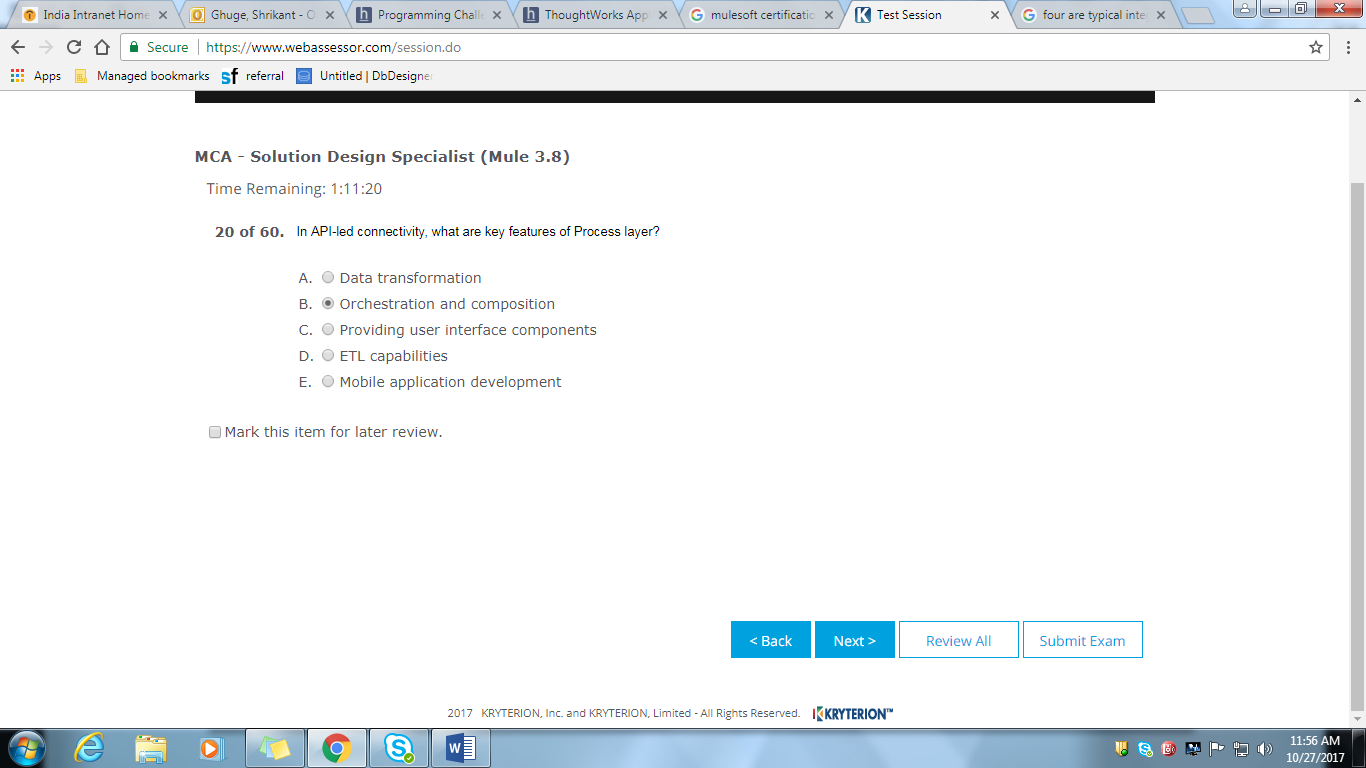 India Intranet Home
Ghuge, Shrikant - O
Programming Challe
ThoughtWorks App
mulesoft certificatio
Test Session
four are typical inte
Secure https://www.webassessor.com/session.do
Apps Managed bookmarks sf referral Untitled | DbDesigner
MCA - Solution Design Specialist (Mule 3.8)
Time Remaining: 1:11:20
20 of 60. In API-led connectivity, what are key features of Process layer?
A. Data transformation
B. Orchestration and composition
C. Providing user interface components
D. ETL capabilities
E. Mobile application development
Mark this item for later review.
< Back Next > Review All Submit Exam
2017 KRYTERION, Inc. and KRYTERION, Limited - All Rights Reserved. KRYTERION™
11:56 AM
10/27/2017